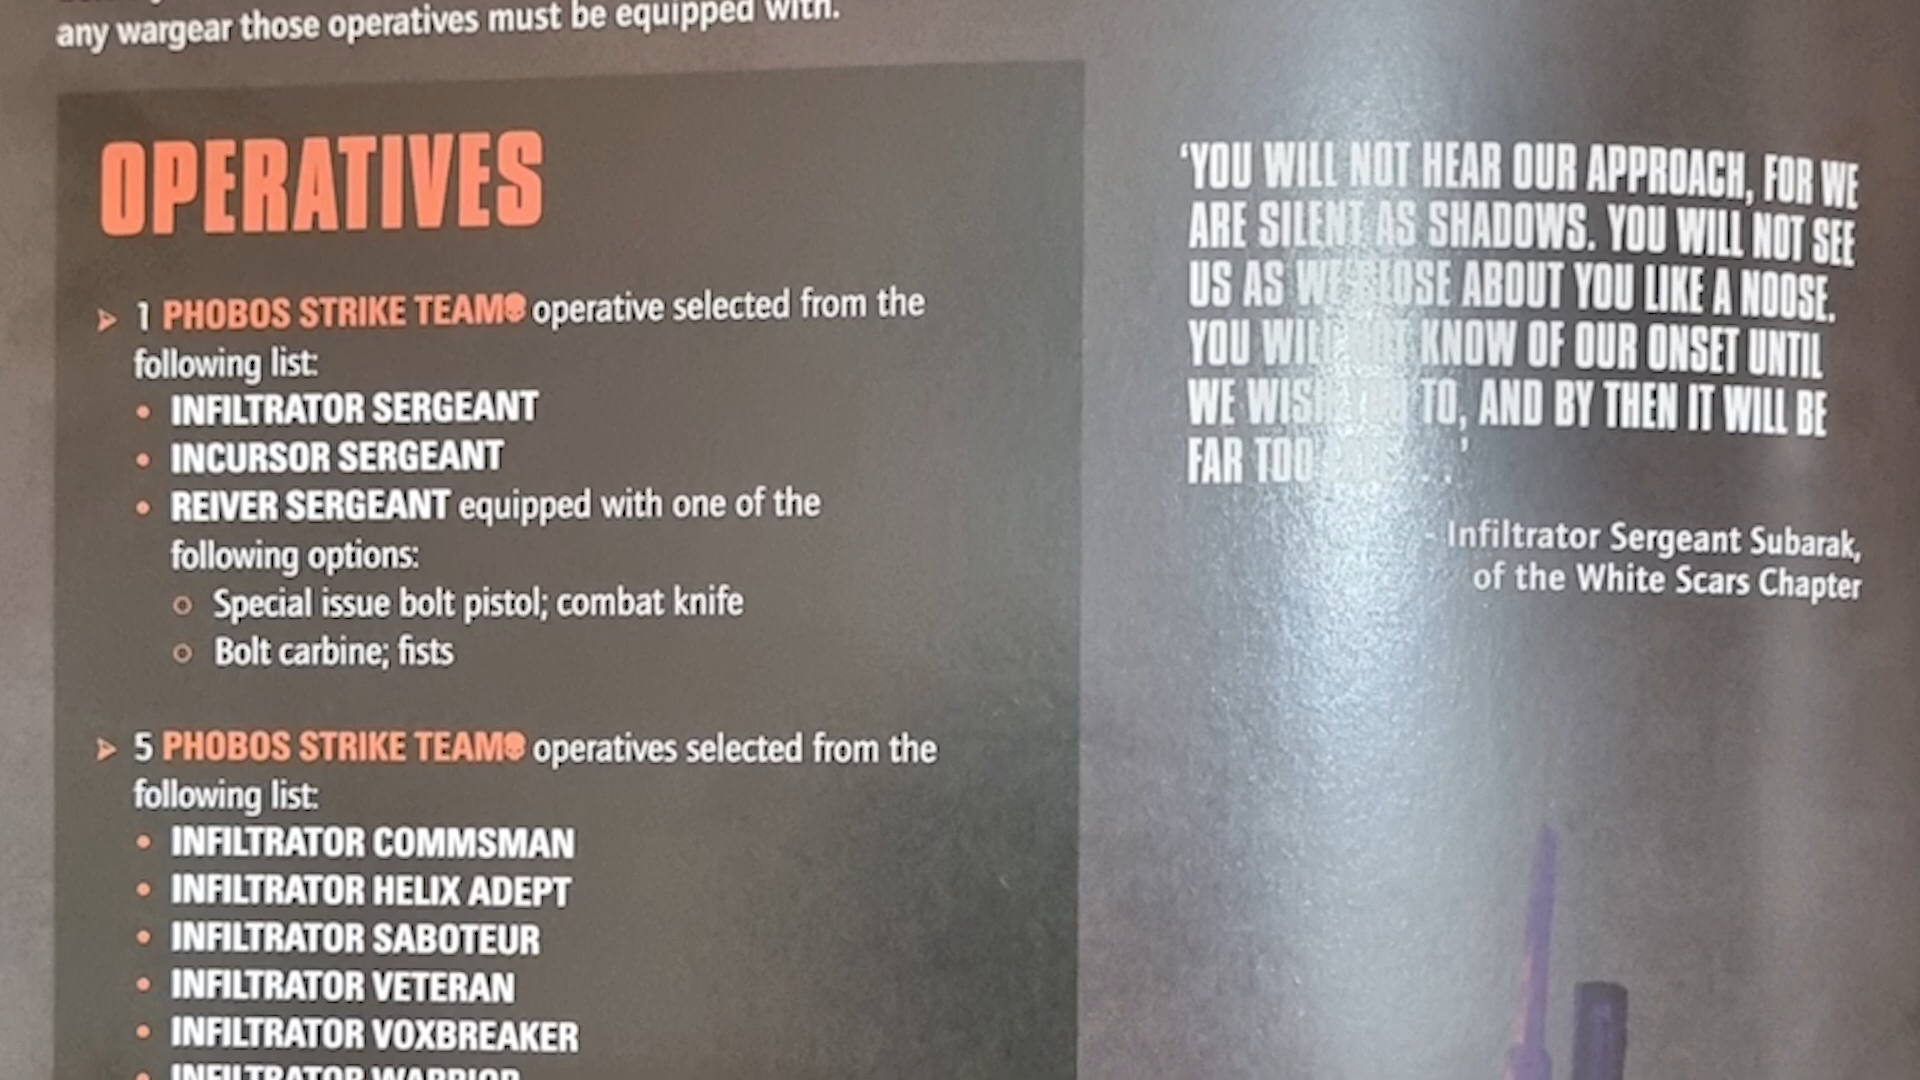 any wargear those operatives must be equipped with.
OPERATIVES
1 PHOBOS STRIKE TEAM operative selected from the
following list:
• INFILTRATOR SERGEANT
• INCURSOR SERGEANT
• REIVER SERGEANT equipped with one of the
following options:
○ Special issue bolt pistol; combat knife
○ Bolt carbine; fists
5 PHOBOS STRIKE TEAM operatives selected from the
following list:
• INFILTRATOR COMMSMAN
• INFILTRATOR HELIX ADEPT
• INFILTRATOR SABOTEUR
• INFILTRATOR VETERAN
• INFILTRATOR VOXBREAKER
• INFILTRATOR WARRIOR
‘YOU WILL NOT HEAR OUR APPROACH, FOR WE
ARE SILENT AS SHADOWS. YOU WILL NOT SEE
US AS WE CLOSE ABOUT YOU LIKE A NOOSE.
YOU WILL KNOW OF OUR ONSET UNTIL
WE WISH TO, AND BY THEN IT WILL BE
FAR TOO . .’
- Infiltrator Sergeant Subarak,
of the White Scars Chapter